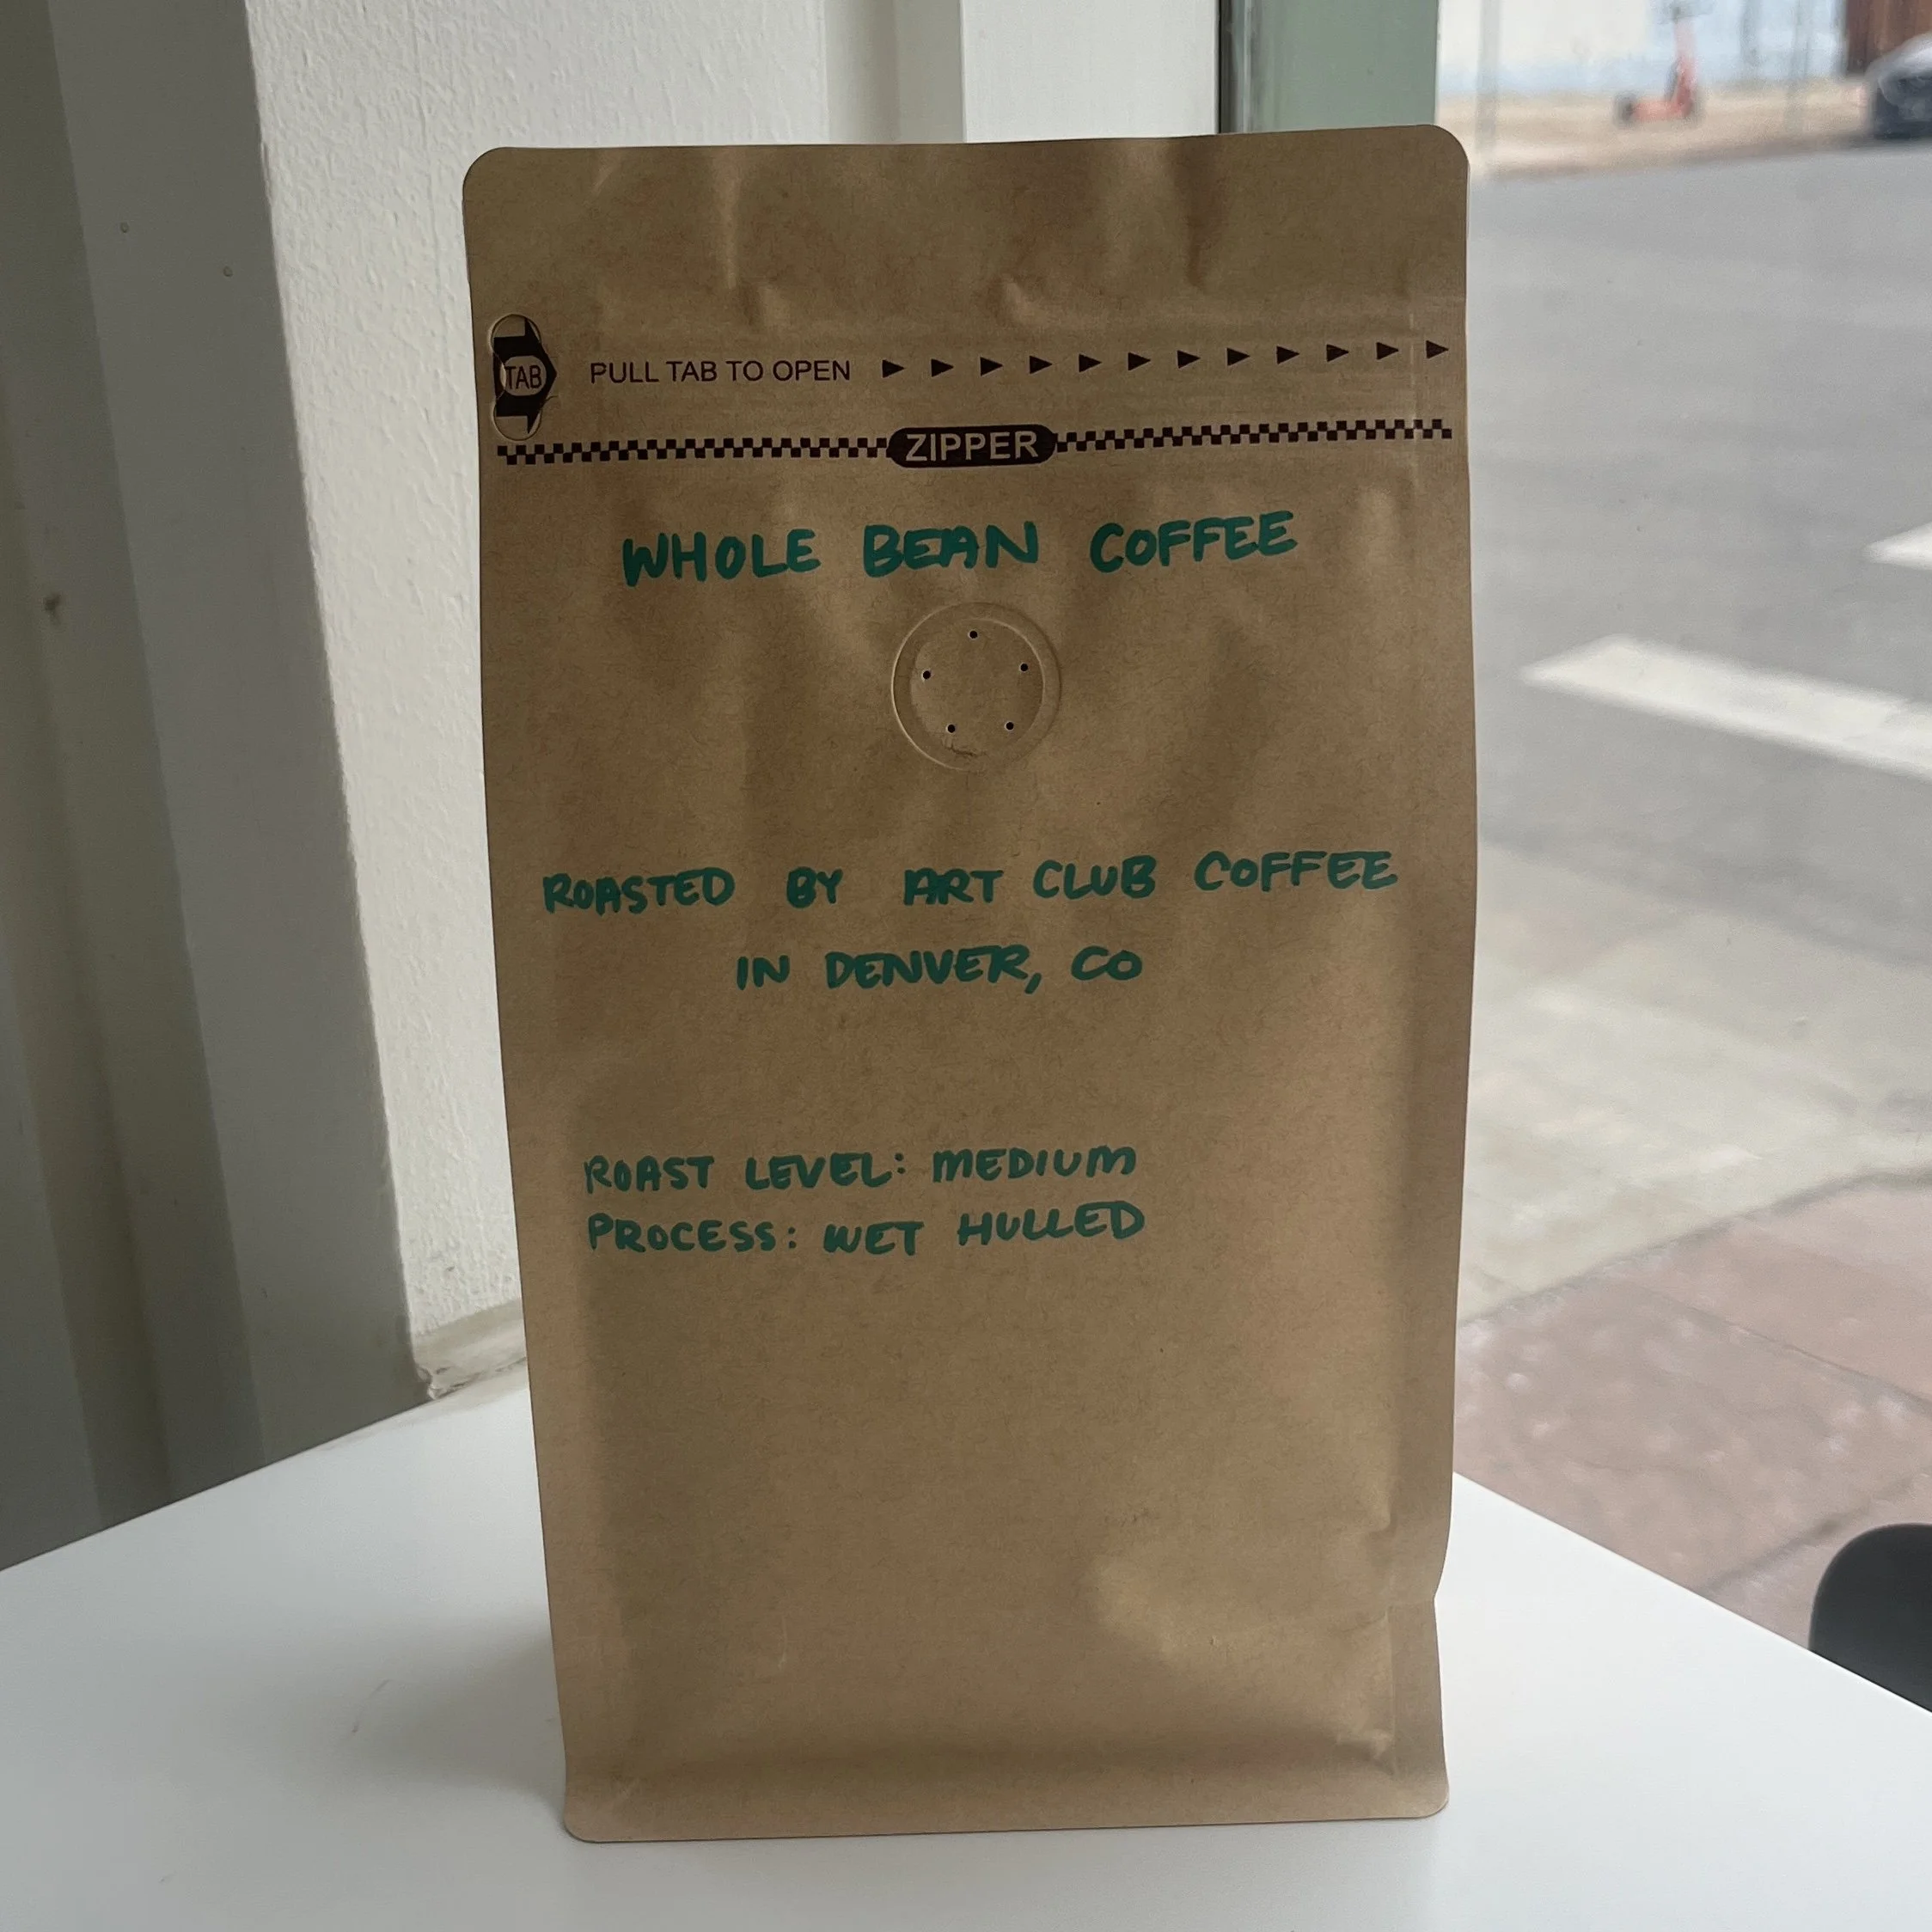 TAB
PULL TAB TO OPEN
ZIPPER
WHOLE BEAN COFFEE
ROASTED BY ART CLUB COFFEE
IN DENVER, CO
ROAST LEVEL: MEDIUM
PROCESS: WET HULLED